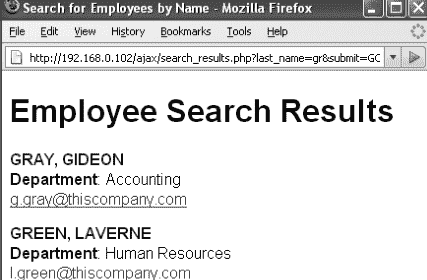 Search for Employees by Name - Mozilla Firefox
File Edit View History Bookmarks Tools Help
http://192.168.0.102/ajax/search_results.php?last_name=gr&submit=GO
Employee Search Results
GRAY, GIDEON
Department: Accounting
g.gray@thiscompany.com
GREEN, LAVERNE
Department: Human Resources
l.green@thiscompany.com